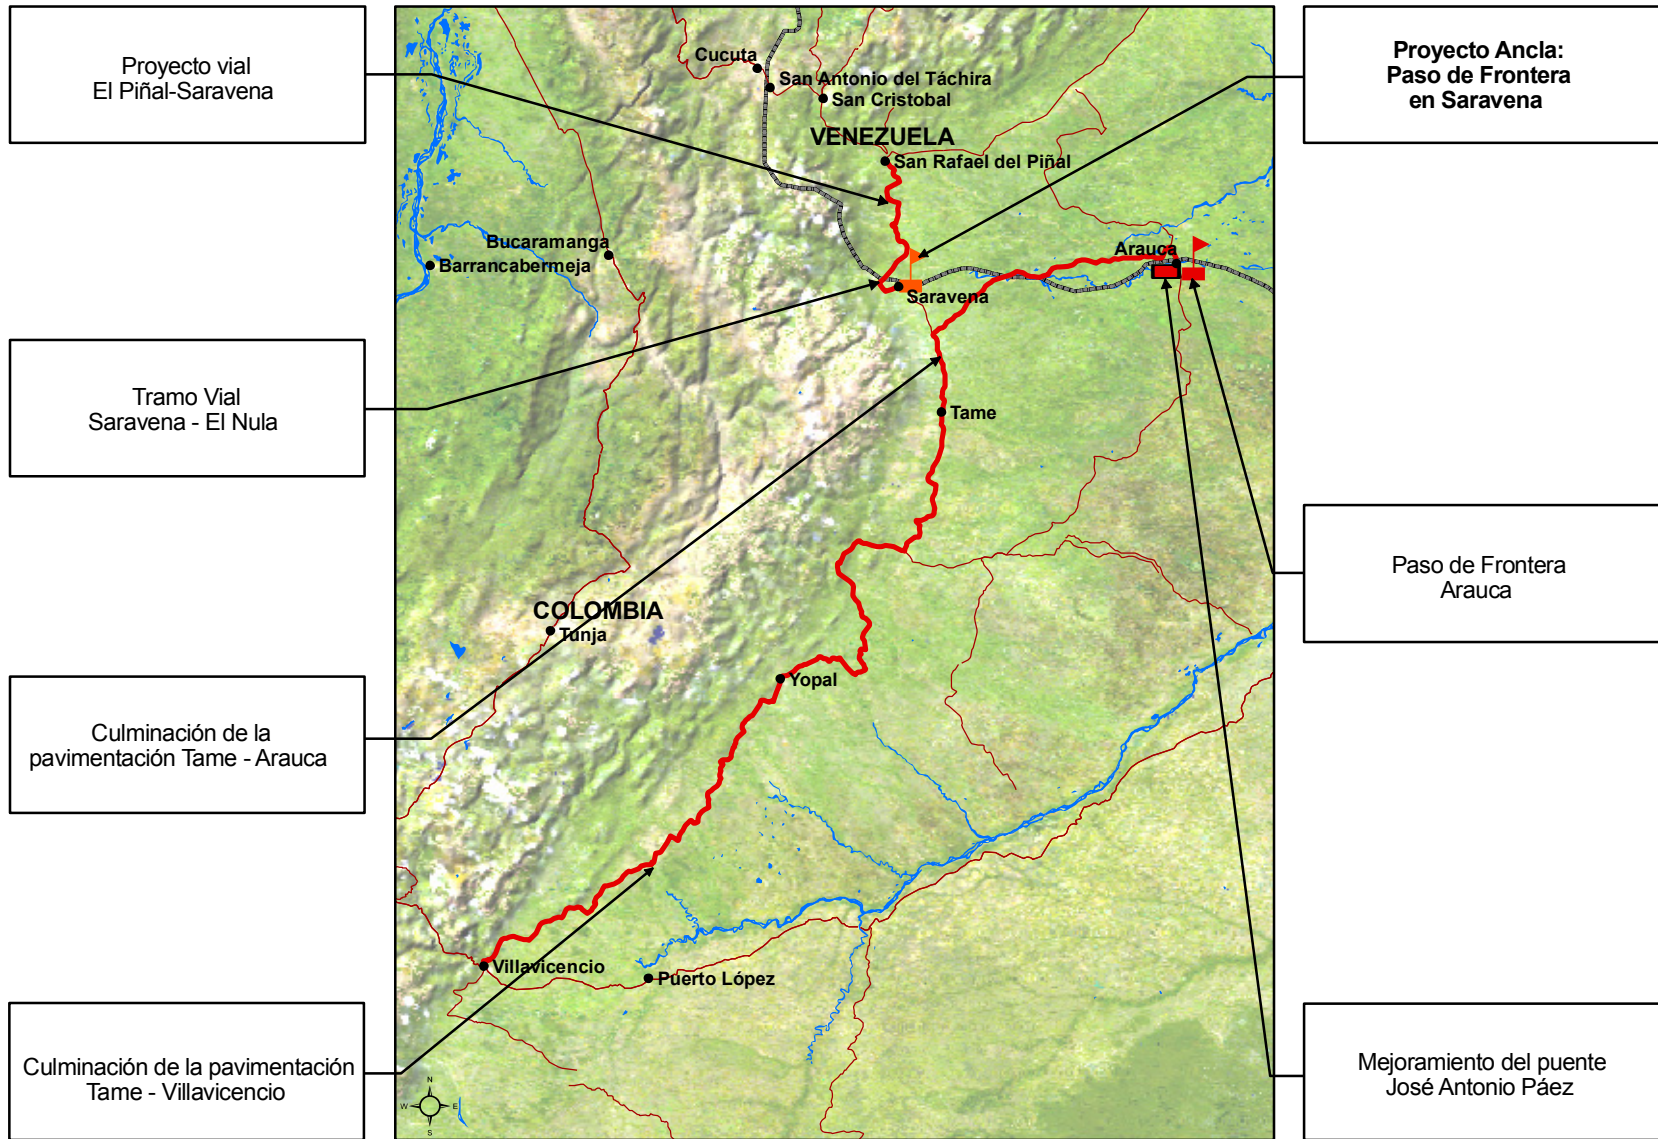 Proyecto vial
El Piñal-Saravena
Tramo Vial
Saravena - El Nula
Culminación de la
pavimentación Tame - Arauca
Culminación de la pavimentación
Tame - Villavicencio
Cucuta
San Antonio del Táchira
San Cristobal
VENEZUELA
San Rafael del Piñal
Bucaramanga
Barrancabermeja
Arauca
Saravena
Tame
COLOMBIA
Tunja
Yopal
Villavicencio
Puerto López
N
W
E
S
Proyecto Ancla:
Paso de Frontera
en Saravena
Paso de Frontera
Arauca
Mejoramiento del puente
José Antonio Páez